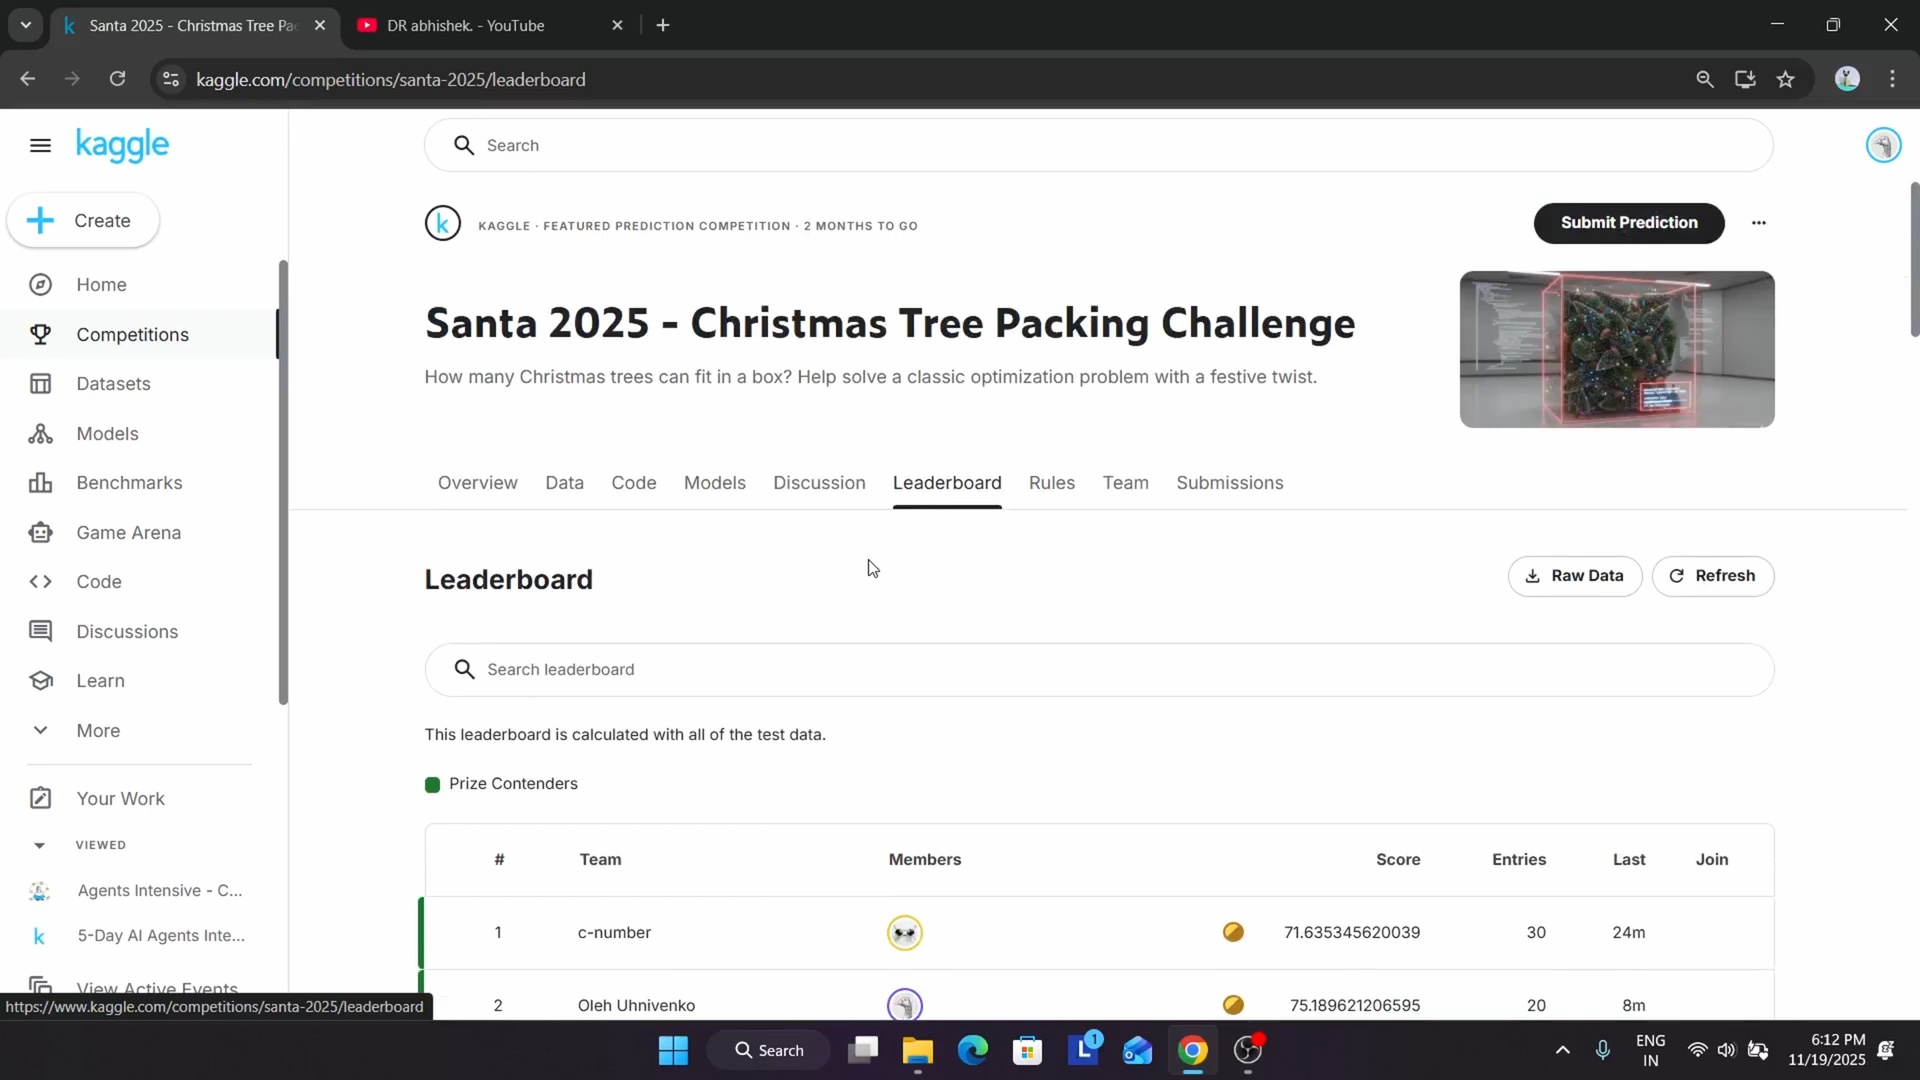 Santa 2025 - Christmas Tree Pac
DR abhishek. - YouTube
kaggle.com/competitions/santa-2025/leaderboard
kaggle
Search
Create
KAGGLE · FEATURED PREDICTION COMPETITION · 2 MONTHS TO GO
Submit Prediction
Home
Santa 2025 - Christmas Tree Packing Challenge
Competitions
How many Christmas trees can fit in a box? Help solve a classic optimization problem with a festive twist.
Datasets
Models
Overview Data Code Models Discussion Leaderboard Rules Team Submissions
Benchmarks
Game Arena
Leaderboard
Raw Data
Refresh
Code
Discussions
Search leaderboard
Learn
More
This leaderboard is calculated with all of the test data.
Prize Contenders
Your Work
VIEWED
# Team Members Score Entries Last Join
Agents Intensive - C...
1 c-number 71.635345620039 30 24m
5-Day AI Agents Inte...
View Active Events
2 Oleh Uhnivenko 75.189621206595 20 8m
https://www.kaggle.com/competitions/santa-2025/leaderboard
Search
1
ENG
IN
6:12 PM
11/19/2025